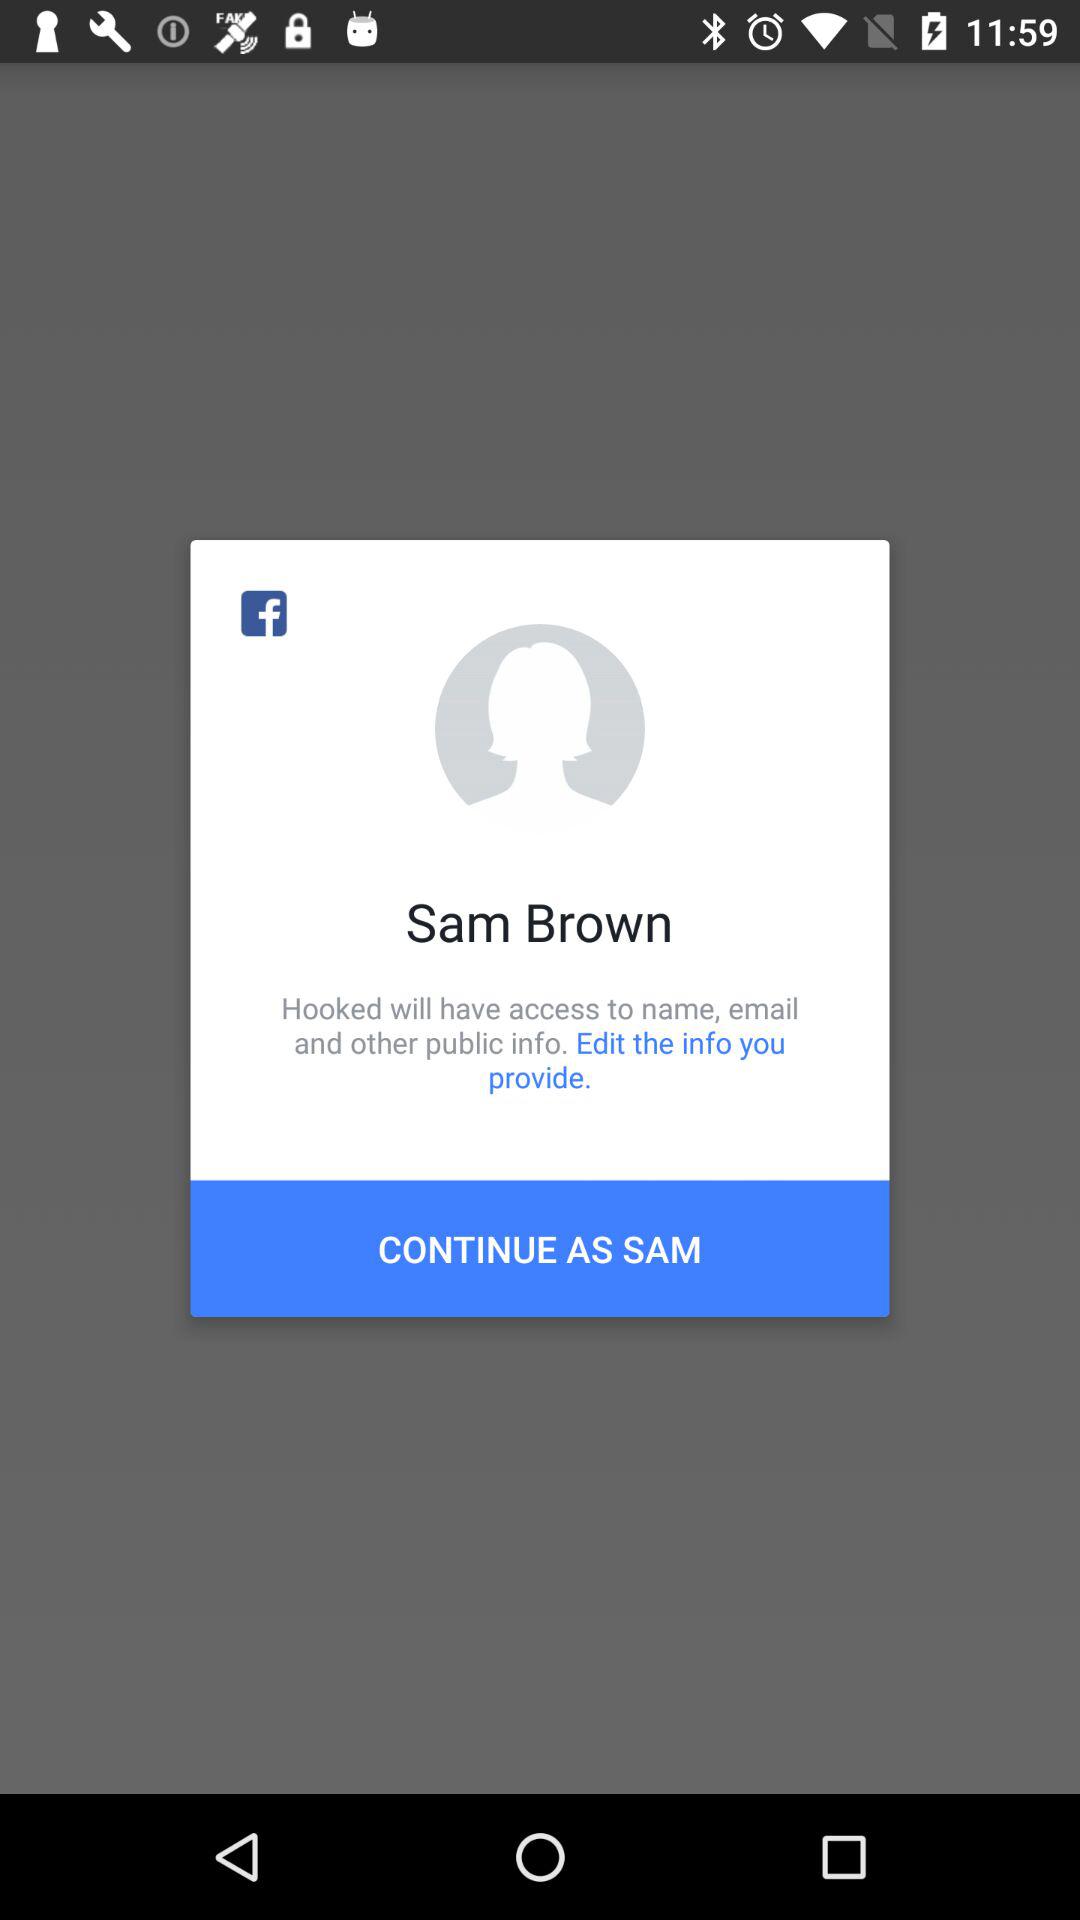 FAKE
11:59
Sam Brown
Hooked will have access to name, email
and other public info. Edit the info you
provide.
CONTINUE AS SAM